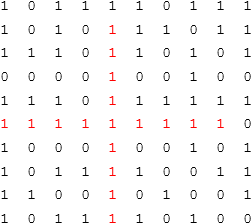 1 0 1 1 1 1 0 1 1 1
1 0 1 0 1 1 1 0 1 1
1 1 1 0 1 1 0 1 0 1
0 0 0 0 1 0 0 1 0 0
1 1 1 0 1 1 1 1 1 1
1 1 1 1 1 1 1 1 1 0
1 0 0 0 1 0 0 1 0 1
1 0 1 1 1 1 0 0 1 1
1 1 0 0 1 0 1 0 0 1
1 0 1 0 1 1 0 1 0 0